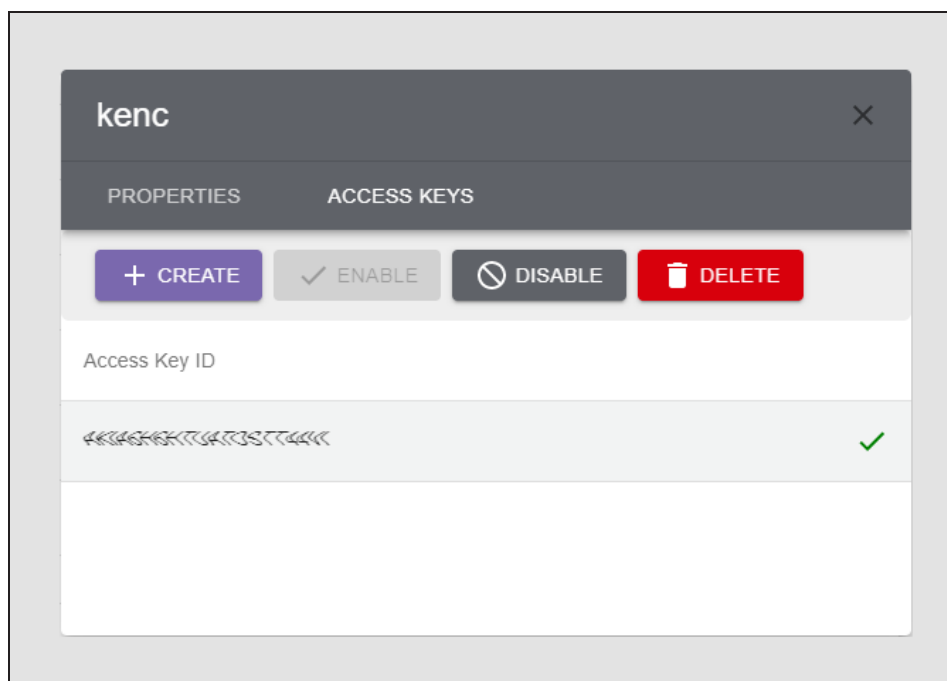 kenc
PROPERTIES ACCESS KEYS
CREATE ENABLE DISABLE DELETE
Access Key ID